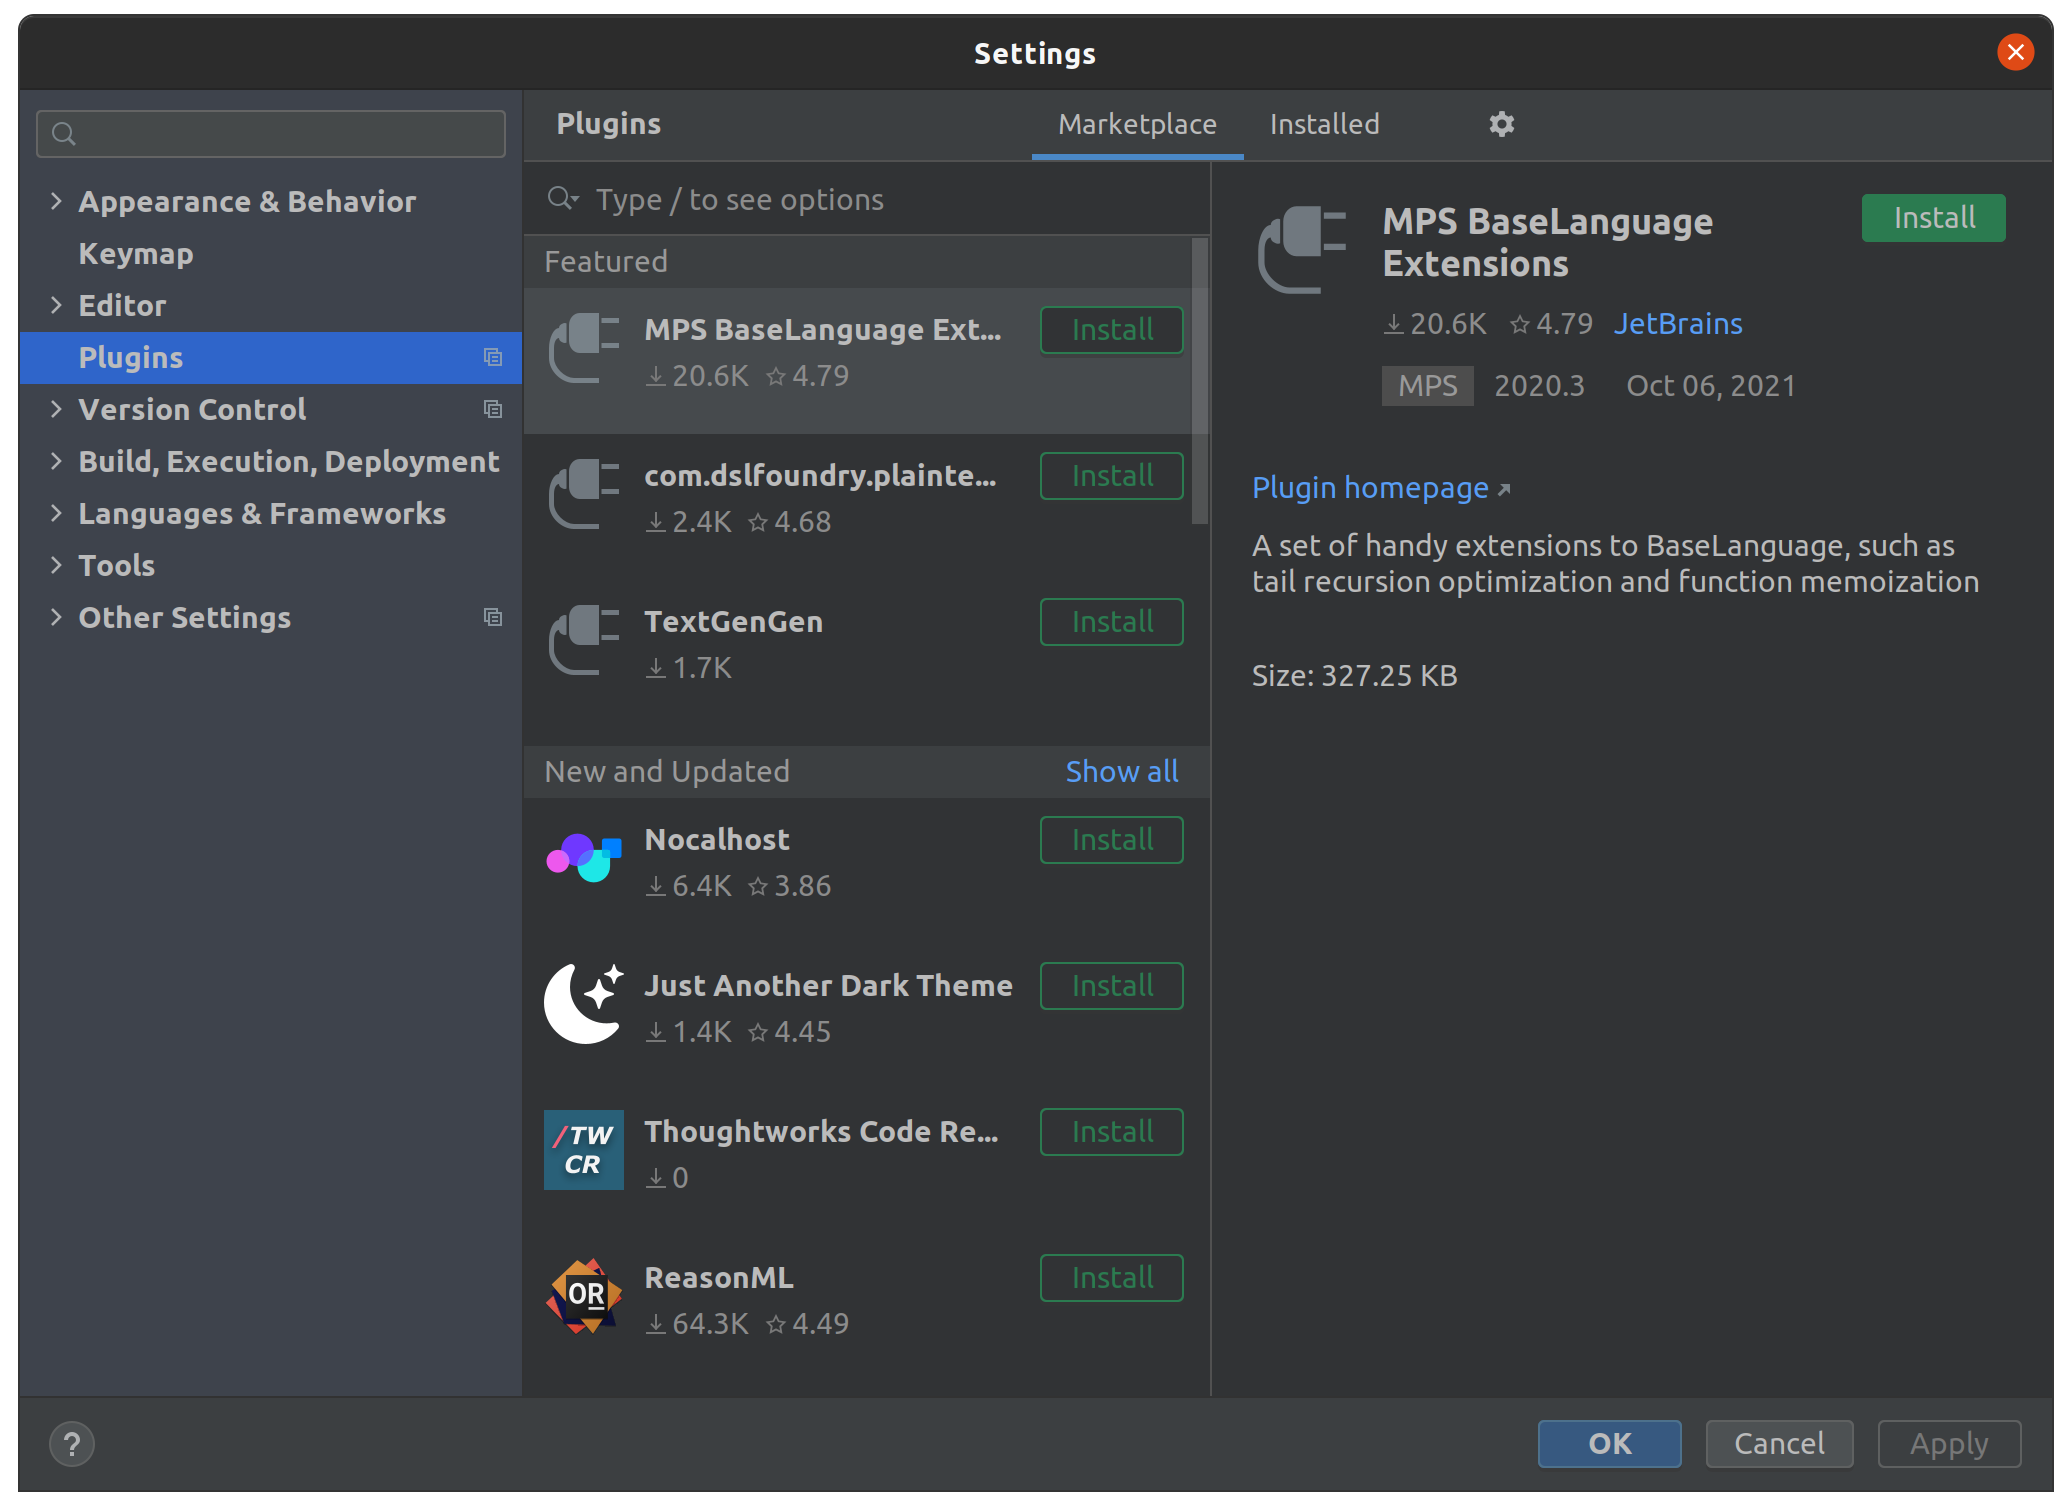 Settings
Plugins
Marketplace
Installed
Appearance & Behavior
Keymap
Editor
Plugins
Version Control
Build, Execution, Deployment
Languages & Frameworks
Tools
Other Settings
Type / to see options
Featured
MPS BaseLanguage Ext...
Install
20.6K 4.79
com.dslfoundry.plainte...
Install
2.4K 4.68
TextGenGen
Install
1.7K
New and Updated
Show all
Nocalhost
Install
6.4K 3.86
Just Another Dark Theme
Install
1.4K 4.45
/TW
CR
Thoughtworks Code Re...
Install
0
OR
ReasonML
Install
64.3K 4.49
MPS BaseLanguage
Extensions
Install
20.6K 4.79 JetBrains
MPS 2020.3 Oct 06, 2021
Plugin homepage
A set of handy extensions to BaseLanguage, such as
tail recursion optimization and function memoization
Size: 327.25 KB
?
OK
Cancel
Apply